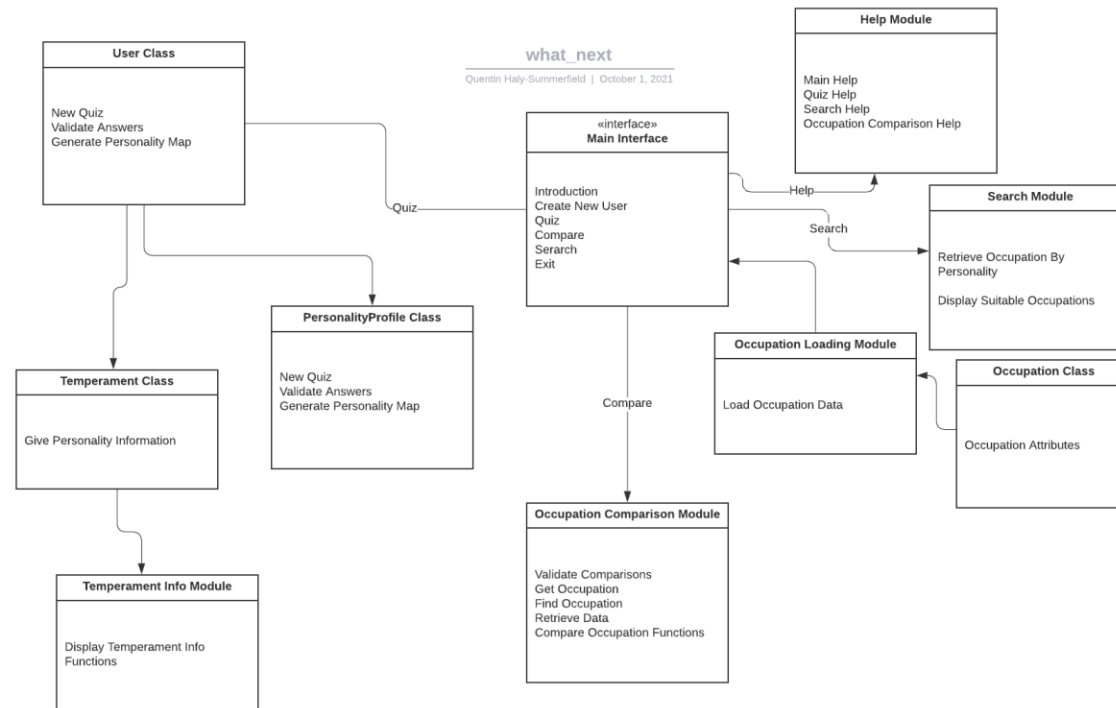 what_next
Quentin Haly-Summerfield | October 1, 2021
User Class
New Quiz
Validate Answers
Generate Personality Map
Quiz
«interface»
Main Interface
Introduction
Create New User
Quiz
Compare
Serarch
Exit
Help Module
Main Help
Quiz Help
Search Help
Occupation Comparison Help
Help
Search
Search Module
Retrieve Occupation By
Personality
Display Suitable Occupations
PersonalityProfile Class
New Quiz
Validate Answers
Generate Personality Map
Occupation Loading Module
Load Occupation Data
Occupation Class
Occupation Attributes
Temperament Class
Give Personality Information
Compare
Occupation Comparison Module
Validate Comparisons
Get Occupation
Find Occupation
Retrieve Data
Compare Occupation Functions
Temperament Info Module
Display Temperament Info
Functions